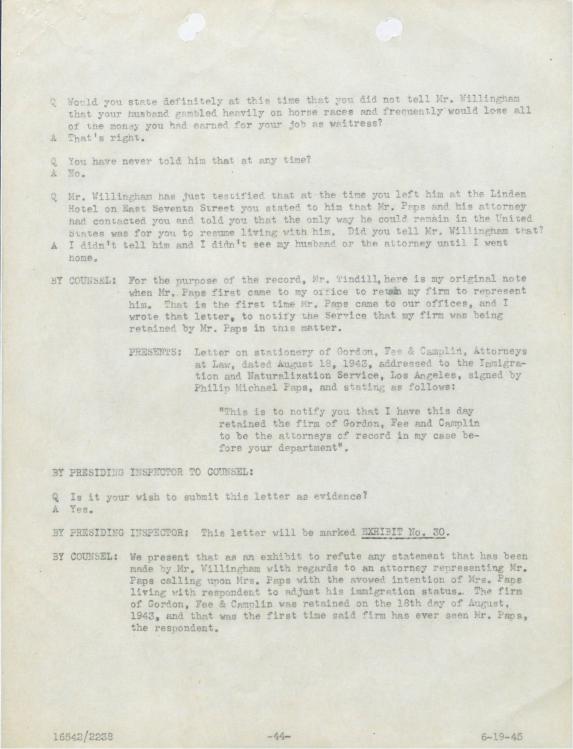 Q Would you state definitely at this time that you did not tell Mr. Willingham
that your husband gambled heavily on horse races and frequently would lose all
of the money you had earned for your job as waitress?
A That's right.
Q You have never told him that at any time?
A No.
Q Mr. Willingham has just testified that at the time you left him at the Linden
Hotel on East Seventh Street you stated to him that Mr. Paps and his attorney
had contacted you and told you that the only way he could remain in the United
States was for you to resume living with him. Did you tell Mr. Willingham that?
A I didn't tell him and I didn't see my husband or the attorney until I went
home.
BY COUNSEL: For the purpose of the record, Mr. Tindill, here is my original note
when Mr. Paps first came to my office to retain my firm to represent
him. That is the first time Mr. Paps came to our offices, and I
wrote that letter, to notify the Service that my firm was being
retained by Mr. Paps in this matter.
PRESENTS: Letter on stationery of Gordon, Fee & Camplin, Attorneys
at Law, dated August 18, 1943, addressed to the Immigra-
tion and Naturalization Service, Los Angeles, signed by
Philip Michael Paps, and stating as follows:
"This is to notify you that I have this day
retained the firm of Gordon, Fee and Camplin
to be the attorneys of record in my case be-
fore your department".
BY PRESIDING INSPECTOR TO COUNSEL:
Q Is it your wish to submit this letter as evidence?
A Yes.
BY PRESIDING INSPECTOR: This letter will be marked EXHIBIT No. 30.
BY COUNSEL: We present that as an exhibit to refute any statement that has been
made by Mr. Willingham with regards to an attorney representing Mr.
Paps calling upon Mrs. Paps with the avowed intention of Mrs. Paps
living with respondent to adjust his immigration status. The firm
of Gordon, Fee & Camplin was retained on the 18th day of August,
1943, and that was the first time said firm has ever seen Mr. Paps,
the respondent.
16542/2238 -44- 6-19-45